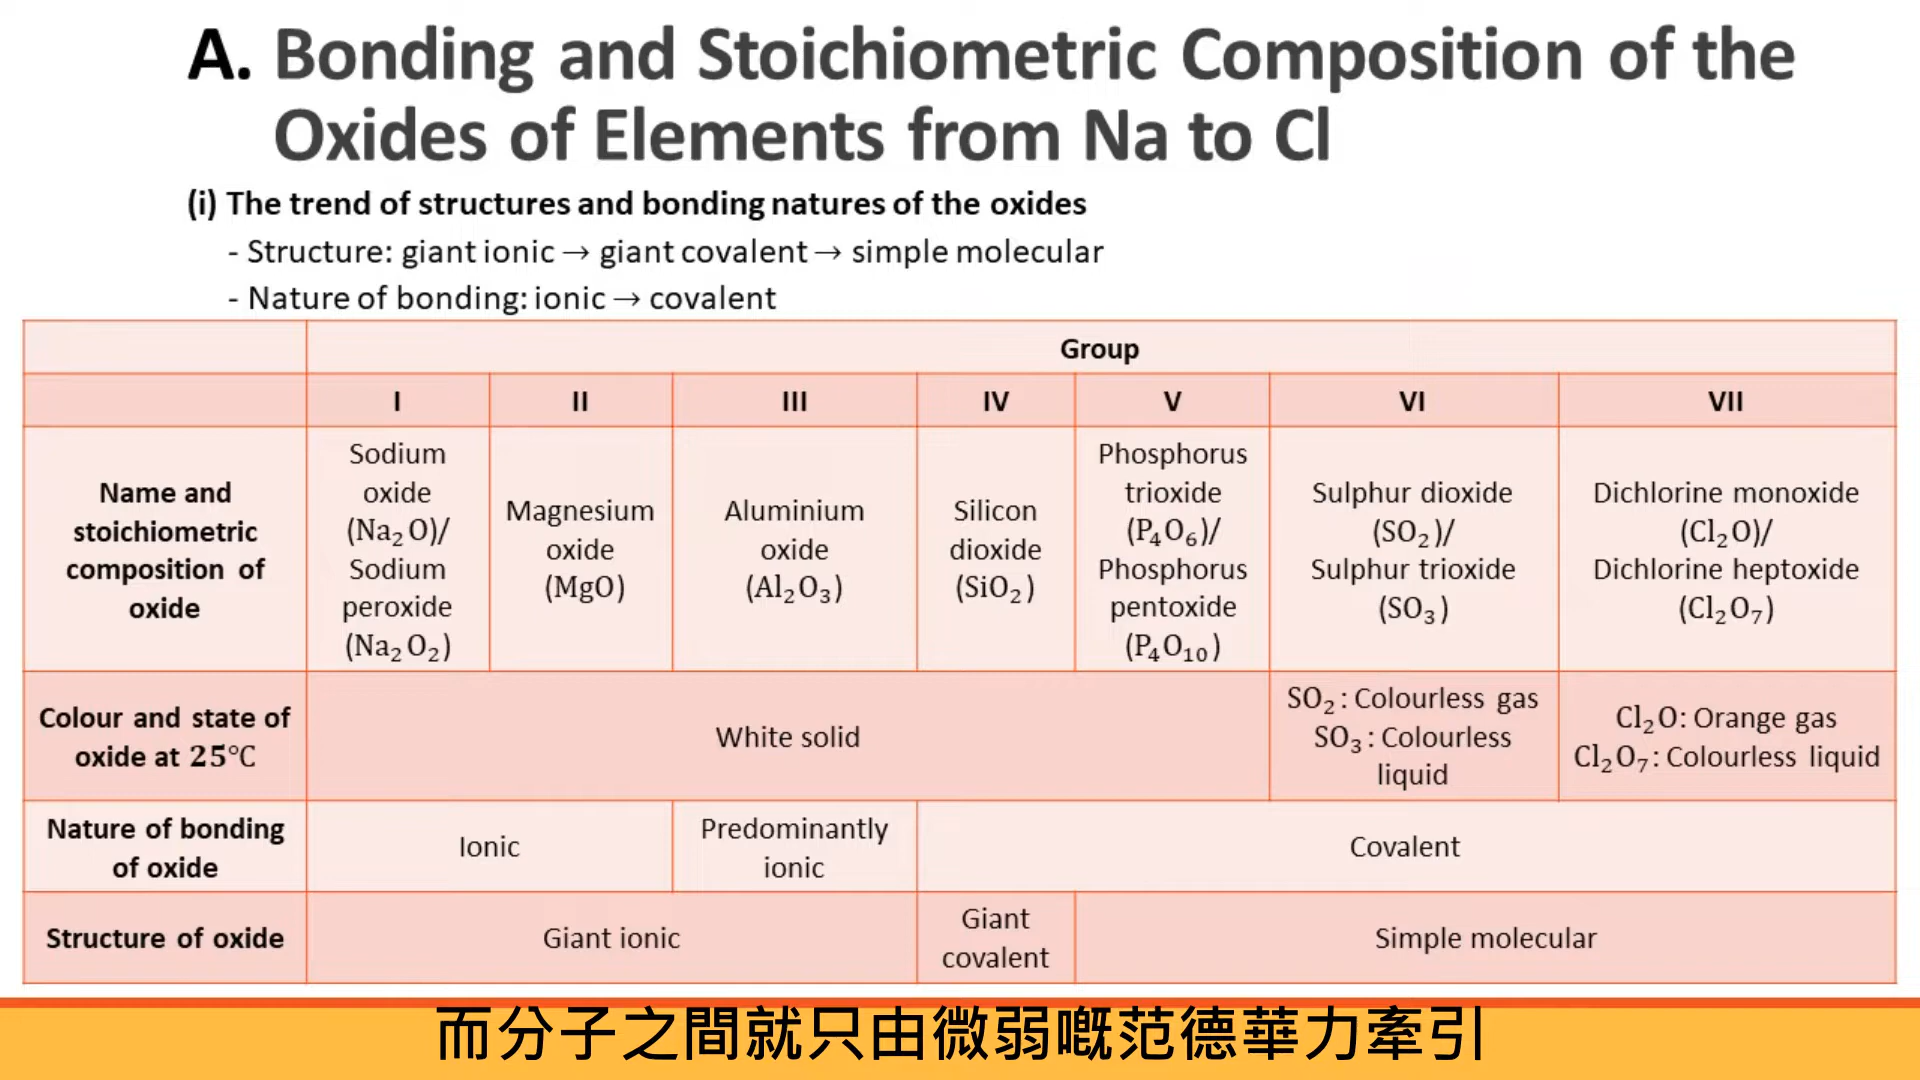 A. Bonding and Stoichiometric Composition of the
Oxides of Elements from Na to Cl
(i) The trend of structures and bonding natures of the oxides
- Structure: giant ionic → giant covalent → simple molecular
- Nature of bonding: ionic → covalent
Group
I II III IV V VI VII
Name and
stoichiometric
composition of
oxide
Sodium
oxide
(Na₂O)/
Sodium
peroxide
(Na₂O₂)
Magnesium
oxide
(MgO)
Aluminium
oxide
(Al₂O₃)
Silicon
dioxide
(SiO₂)
Phosphorus
trioxide
(P₄O₆)/
Phosphorus
pentoxide
(P₄O₁₀)
Sulphur dioxide
(SO₂)/
Sulphur trioxide
(SO₃)
Dichlorine monoxide
(Cl₂O)/
Dichlorine heptoxide
(Cl₂O₇)
Colour and state of
oxide at 25℃
White solid
SO₂: Colourless gas
SO₃: Colourless
liquid
Cl₂O: Orange gas
Cl₂O₇: Colourless liquid
Nature of bonding
of oxide
Ionic
Predominantly
ionic
Covalent
Structure of oxide
Giant ionic
Giant
covalent
Simple molecular
而分子之間就只由微弱嘅范德華力牽引